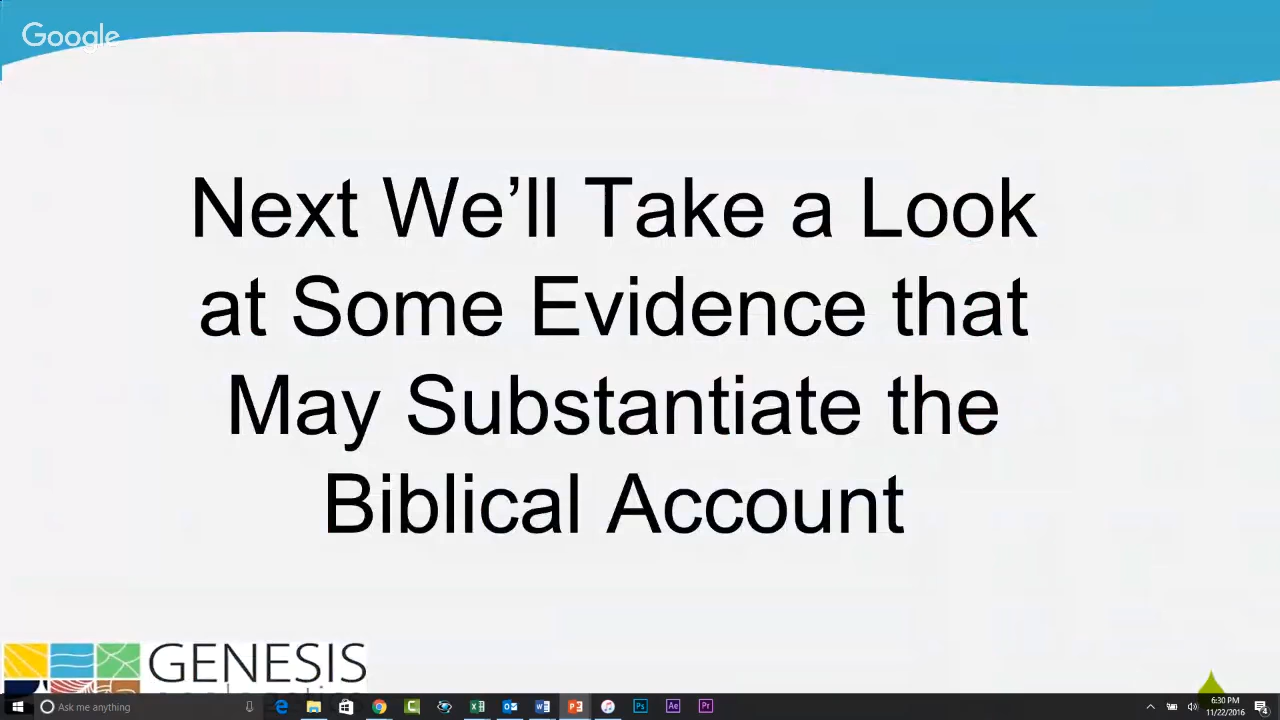 Google
Next We’ll Take a Look
at Some Evidence that
May Substantiate the
Biblical Account
GENESIS
Ask me anything
6:30 PM
11/22/2016